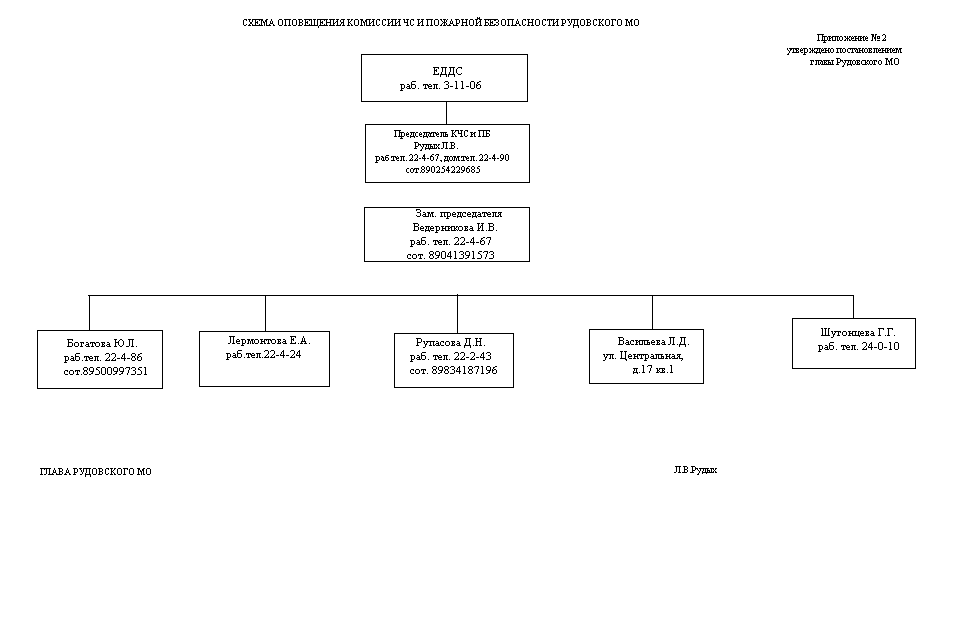 СХЕМА ОПОВЕЩЕНИЯ КОМИССИИ ЧС И ПОЖАРНОЙ БЕЗОПАСНОСТИ РУДОВСКОГО МО
Приложение № 2
утверждено постановлением
главы Рудовского МО
ЕДДС
раб. тел. 3-11-06
Председатель КЧС и ПБ
Рудых Л.В.
раб тел. 22-4-67, дом.тел. 22-4-90
сот.890254229685
Зам. председателя
Ведерникова И.В.
раб. тел. 22-4-67
сот. 89041391573
Богатова Ю.Л.
раб.тел. 22-4-86
сот.89500997351
Лермонтова Е.А.
раб.тел.22-4-24
Рупасова Д.Н.
раб. тел. 22-2-43
сот. 89834187196
Васильева Л.Д.
ул. Центральная,
д.17 кв.1
Шутонцева Г.Г.
раб. тел. 24-0-10
ГЛАВА РУДОВСКОГО МО
Л.В.Рудых